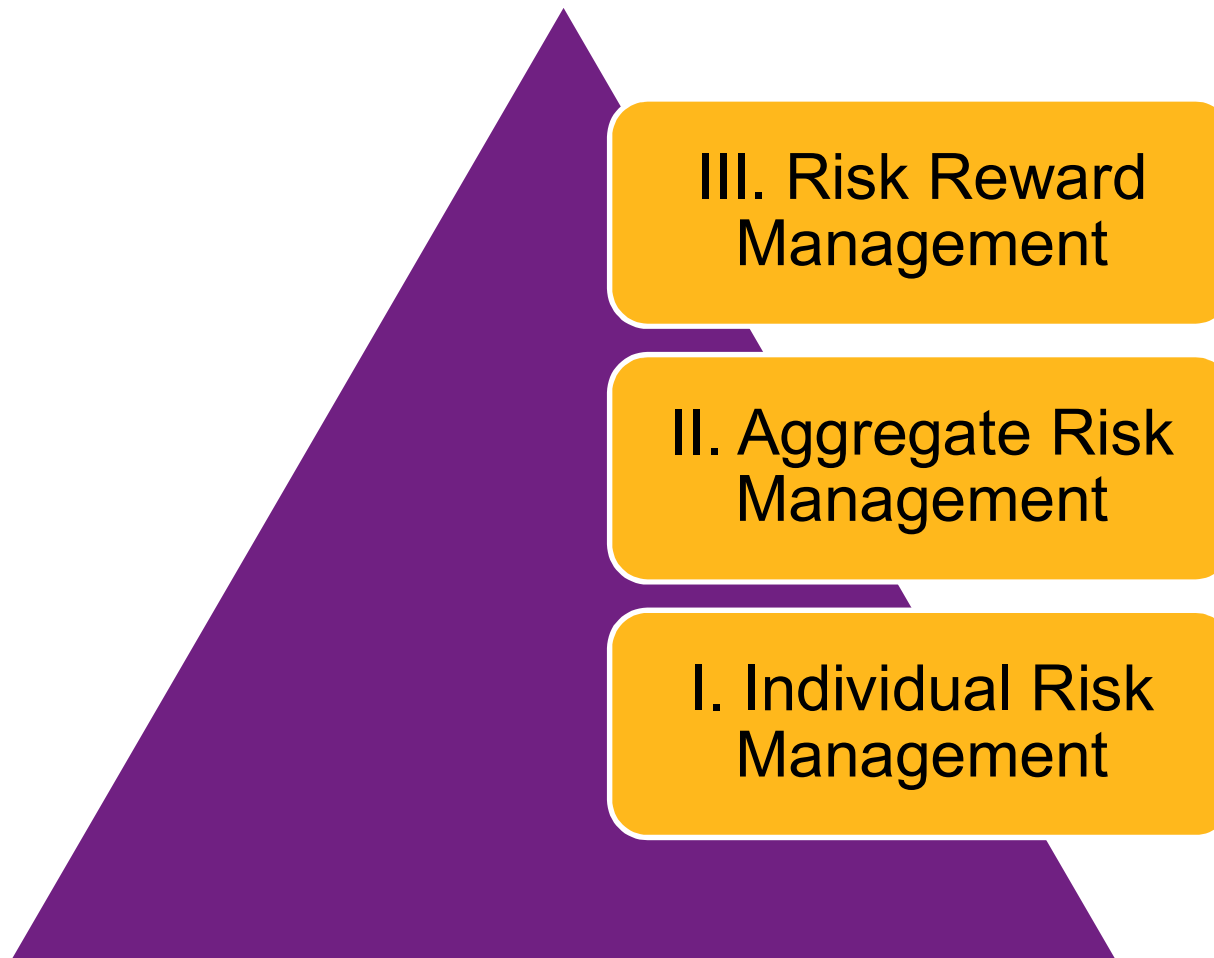 III. Risk Reward
Management
II. Aggregate Risk
Management
I. Individual Risk
Management